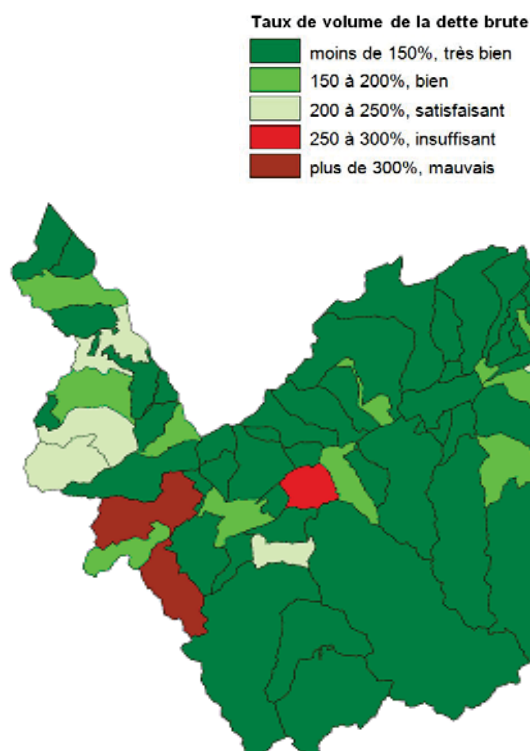 Taux de volume de la dette brute
moins de 150%, très bien
150 à 200%, bien
200 à 250%, satisfaisant
250 à 300%, insuffisant
plus de 300%, mauvais